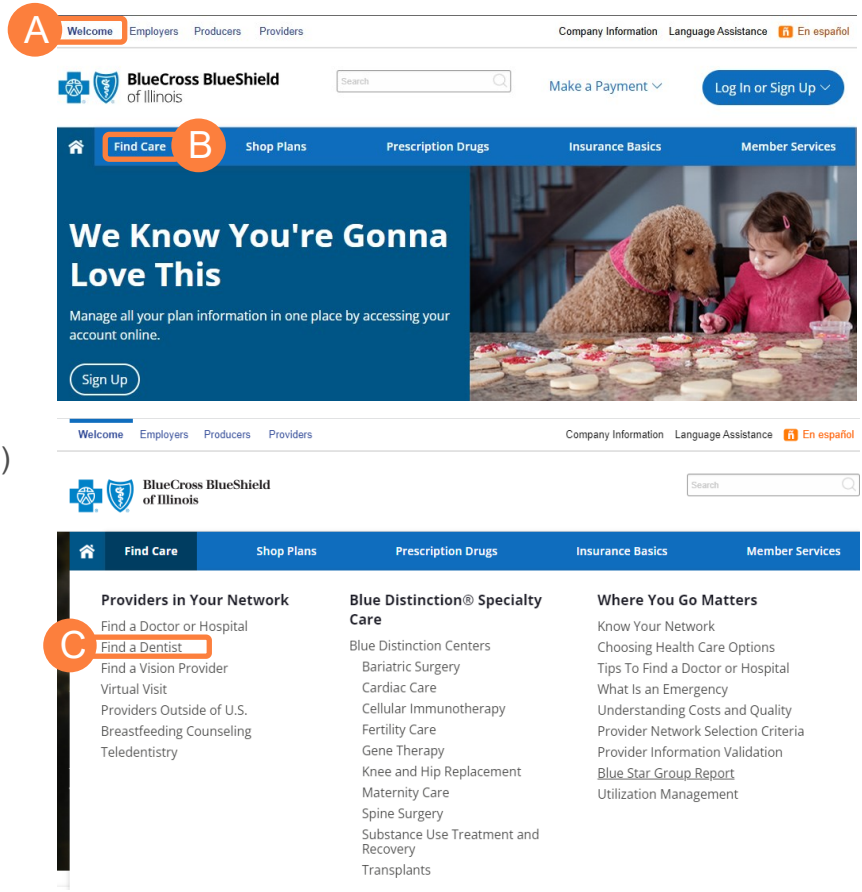 A
Welcome Employers Producers Providers Company Information Language Assistance ñ En español
BlueCross BlueShield
of Illinois
Search
Make a Payment
Log In or Sign Up
Find Care B Shop Plans Prescription Drugs Insurance Basics Member Services
We Know You're Gonna
Love This
Manage all your plan information in one place by accessing your
account online.
Sign Up
Welcome Employers Producers Providers Company Information Language Assistance ñ En español
)
BlueCross BlueShield
of Illinois
Search
Find Care Shop Plans Prescription Drugs Insurance Basics Member Services
Providers in Your Network
Find a Doctor or Hospital
C Find a Dentist
Find a Vision Provider
Virtual Visit
Providers Outside of U.S.
Breastfeeding Counseling
Teledentistry
Blue Distinction® Specialty
Care
Blue Distinction Centers
Bariatric Surgery
Cardiac Care
Cellular Immunotherapy
Fertility Care
Gene Therapy
Knee and Hip Replacement
Maternity Care
Spine Surgery
Substance Use Treatment and
Recovery
Transplants
Where You Go Matters
Know Your Network
Choosing Health Care Options
Tips To Find a Doctor or Hospital
What Is an Emergency
Understanding Costs and Quality
Provider Network Selection Criteria
Provider Information Validation
Blue Star Group Report
Utilization Management